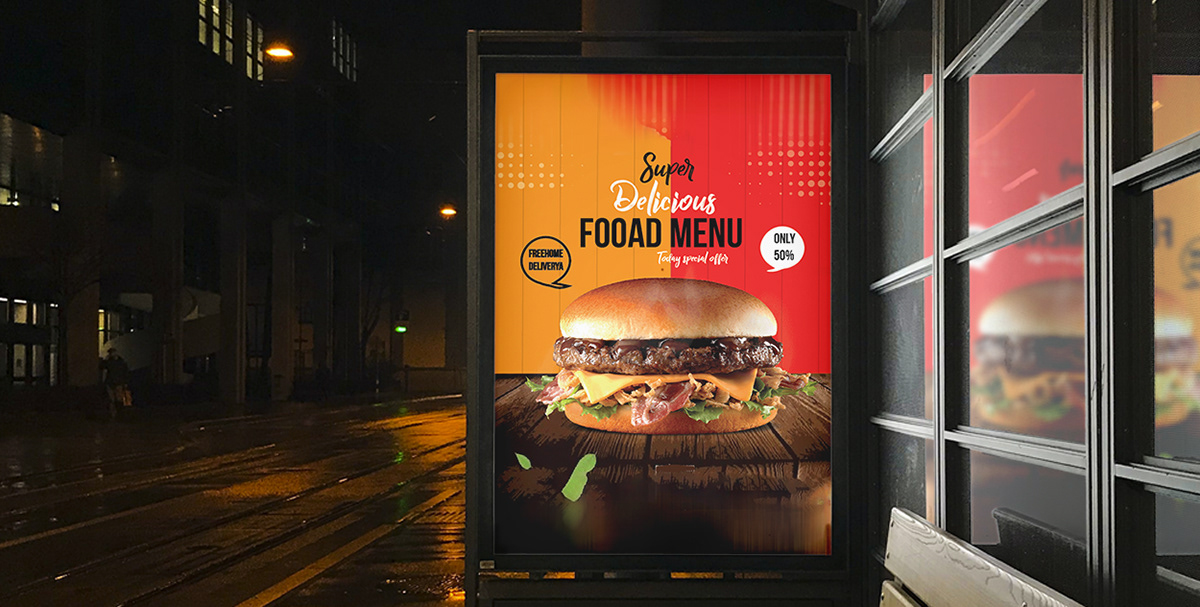 Super
Delicious
FOOAD MENU
Today special offer
FREEHOME
DELIVERYA
ONLY
50%